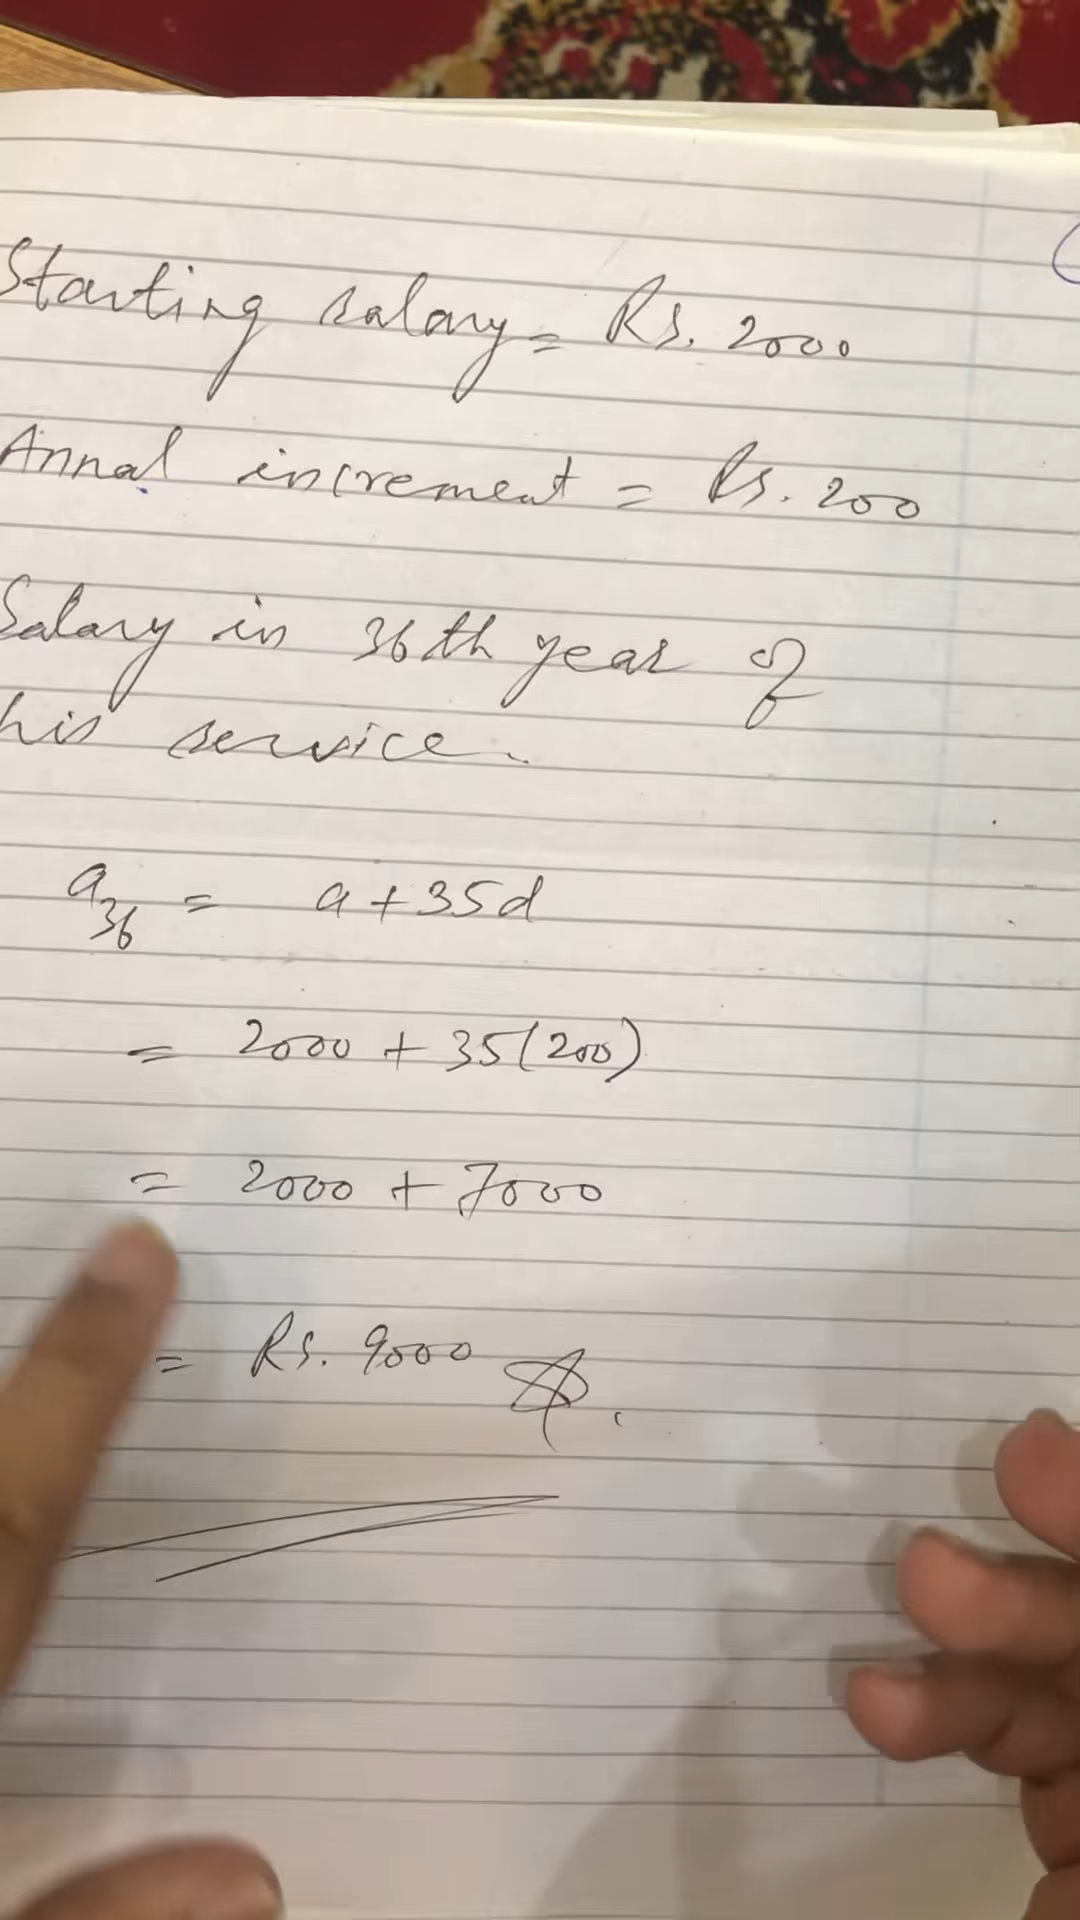 Starting salary = Rs. 2000
Annal increment = Rs. 200
Salary in 36th year of
his service.
a36 = a + 35d
= 2000 + 35(200)
= 2000 + 7000
= Rs. 9000